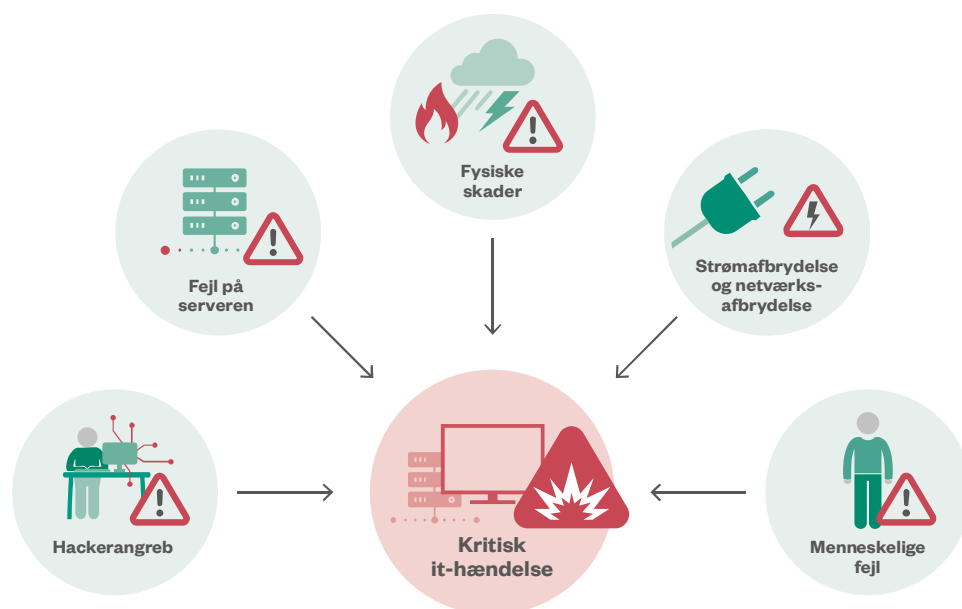 Fysiske
skader
Fejl på
serveren
Strømafbrydelse
og netværks-
afbrydelse
Hackerangreb
Kritisk
it-hændelse
Menneskelige
fejl